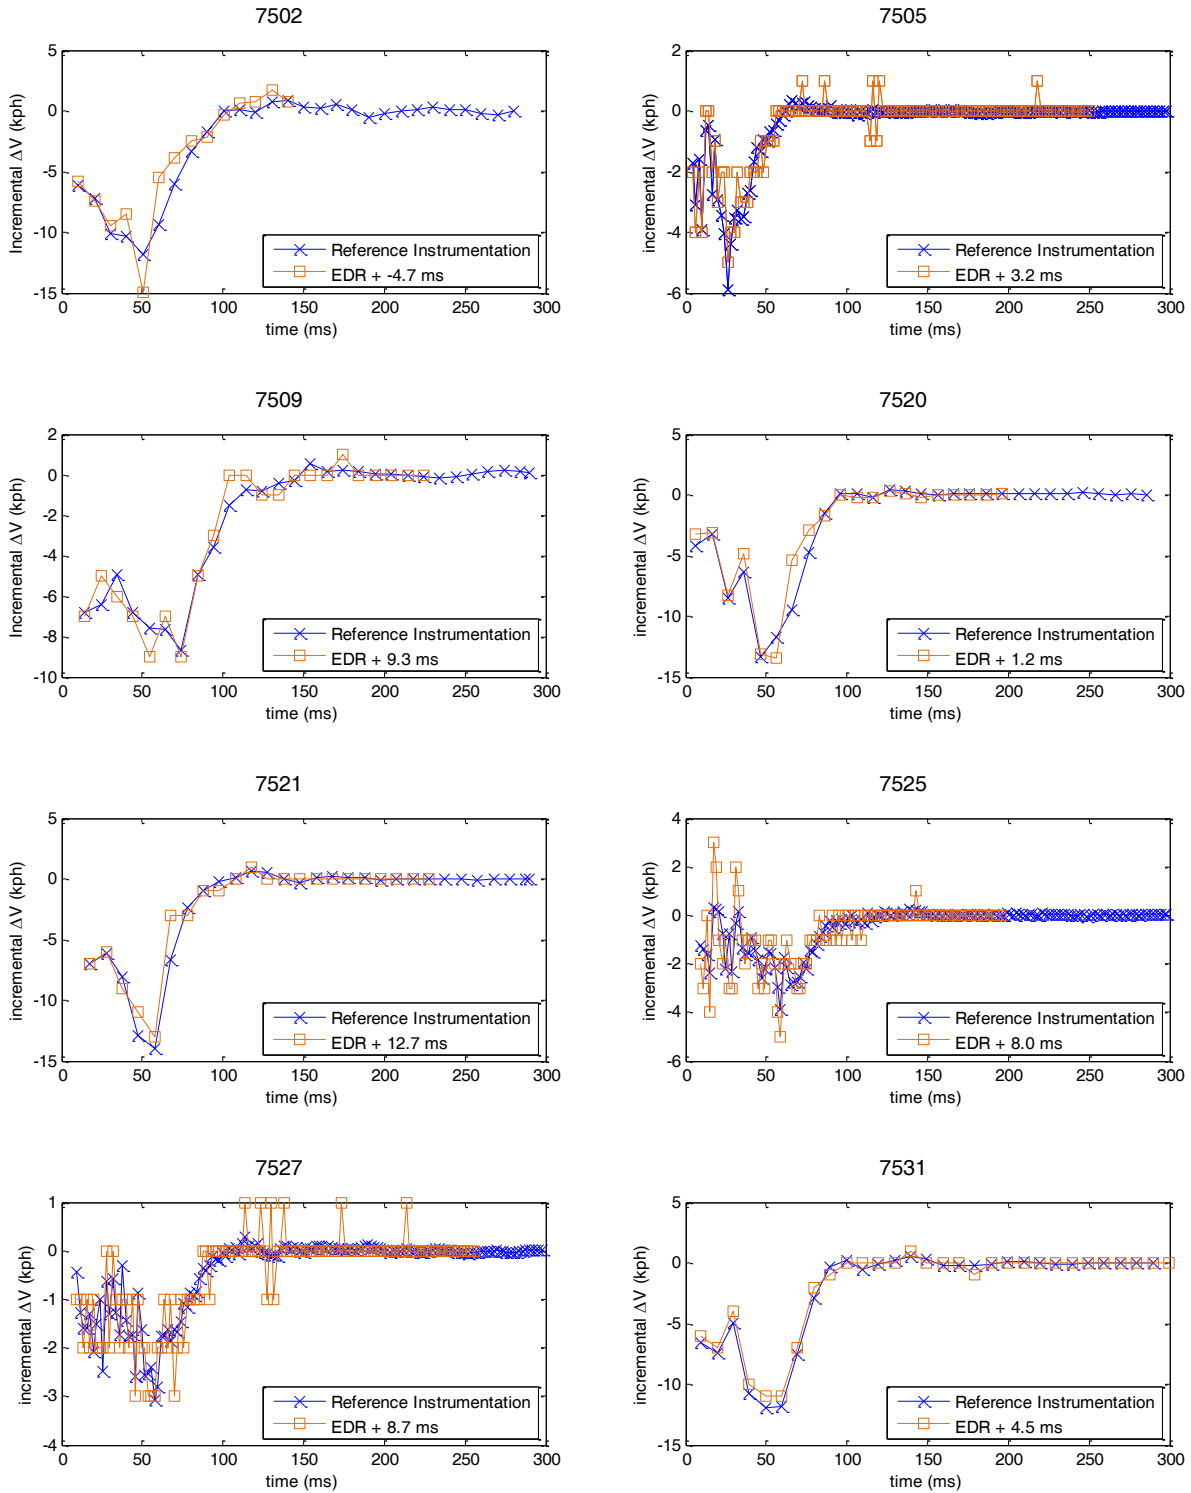 7502
5
0
-5
-10
-15
0 50 100 150 200 250 300
Incremental ΔV (kph)
time (ms)
Reference Instrumentation
EDR + -4.7 ms
7505
2
0
-2
-4
-6
0 50 100 150 200 250 300
incremental ΔV (kph)
time (ms)
Reference Instrumentation
EDR + 3.2 ms
7509
2
0
-2
-4
-6
-8
-10
0 50 100 150 200 250 300
Incremental ΔV (kph)
time (ms)
Reference Instrumentation
EDR + 9.3 ms
7520
5
0
-5
-10
-15
0 50 100 150 200 250 300
incremental ΔV (kph)
time (ms)
Reference Instrumentation
EDR + 1.2 ms
7521
5
0
-5
-10
-15
0 50 100 150 200 250 300
incremental ΔV (kph)
time (ms)
Reference Instrumentation
EDR + 12.7 ms
7525
4
2
0
-2
-4
-6
0 50 100 150 200 250 300
incremental ΔV (kph)
time (ms)
Reference Instrumentation
EDR + 8.0 ms
7527
1
0
-1
-2
-3
-4
0 50 100 150 200 250 300
incremental ΔV (kph)
time (ms)
Reference Instrumentation
EDR + 8.7 ms
7531
5
0
-5
-10
-15
0 50 100 150 200 250 300
incremental ΔV (kph)
time (ms)
Reference Instrumentation
EDR + 4.5 ms